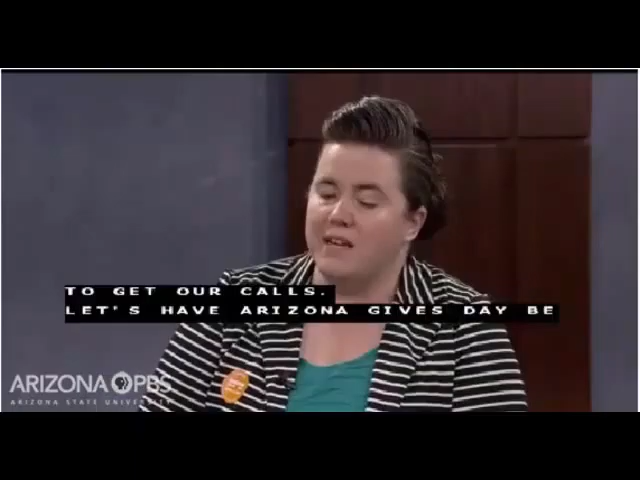 TO GET OUR CALLS.
LET'S HAVE ARIZONA GIVES DAY BE
ARIZONA PBS
ARIZONA STATE UNIVERSITY